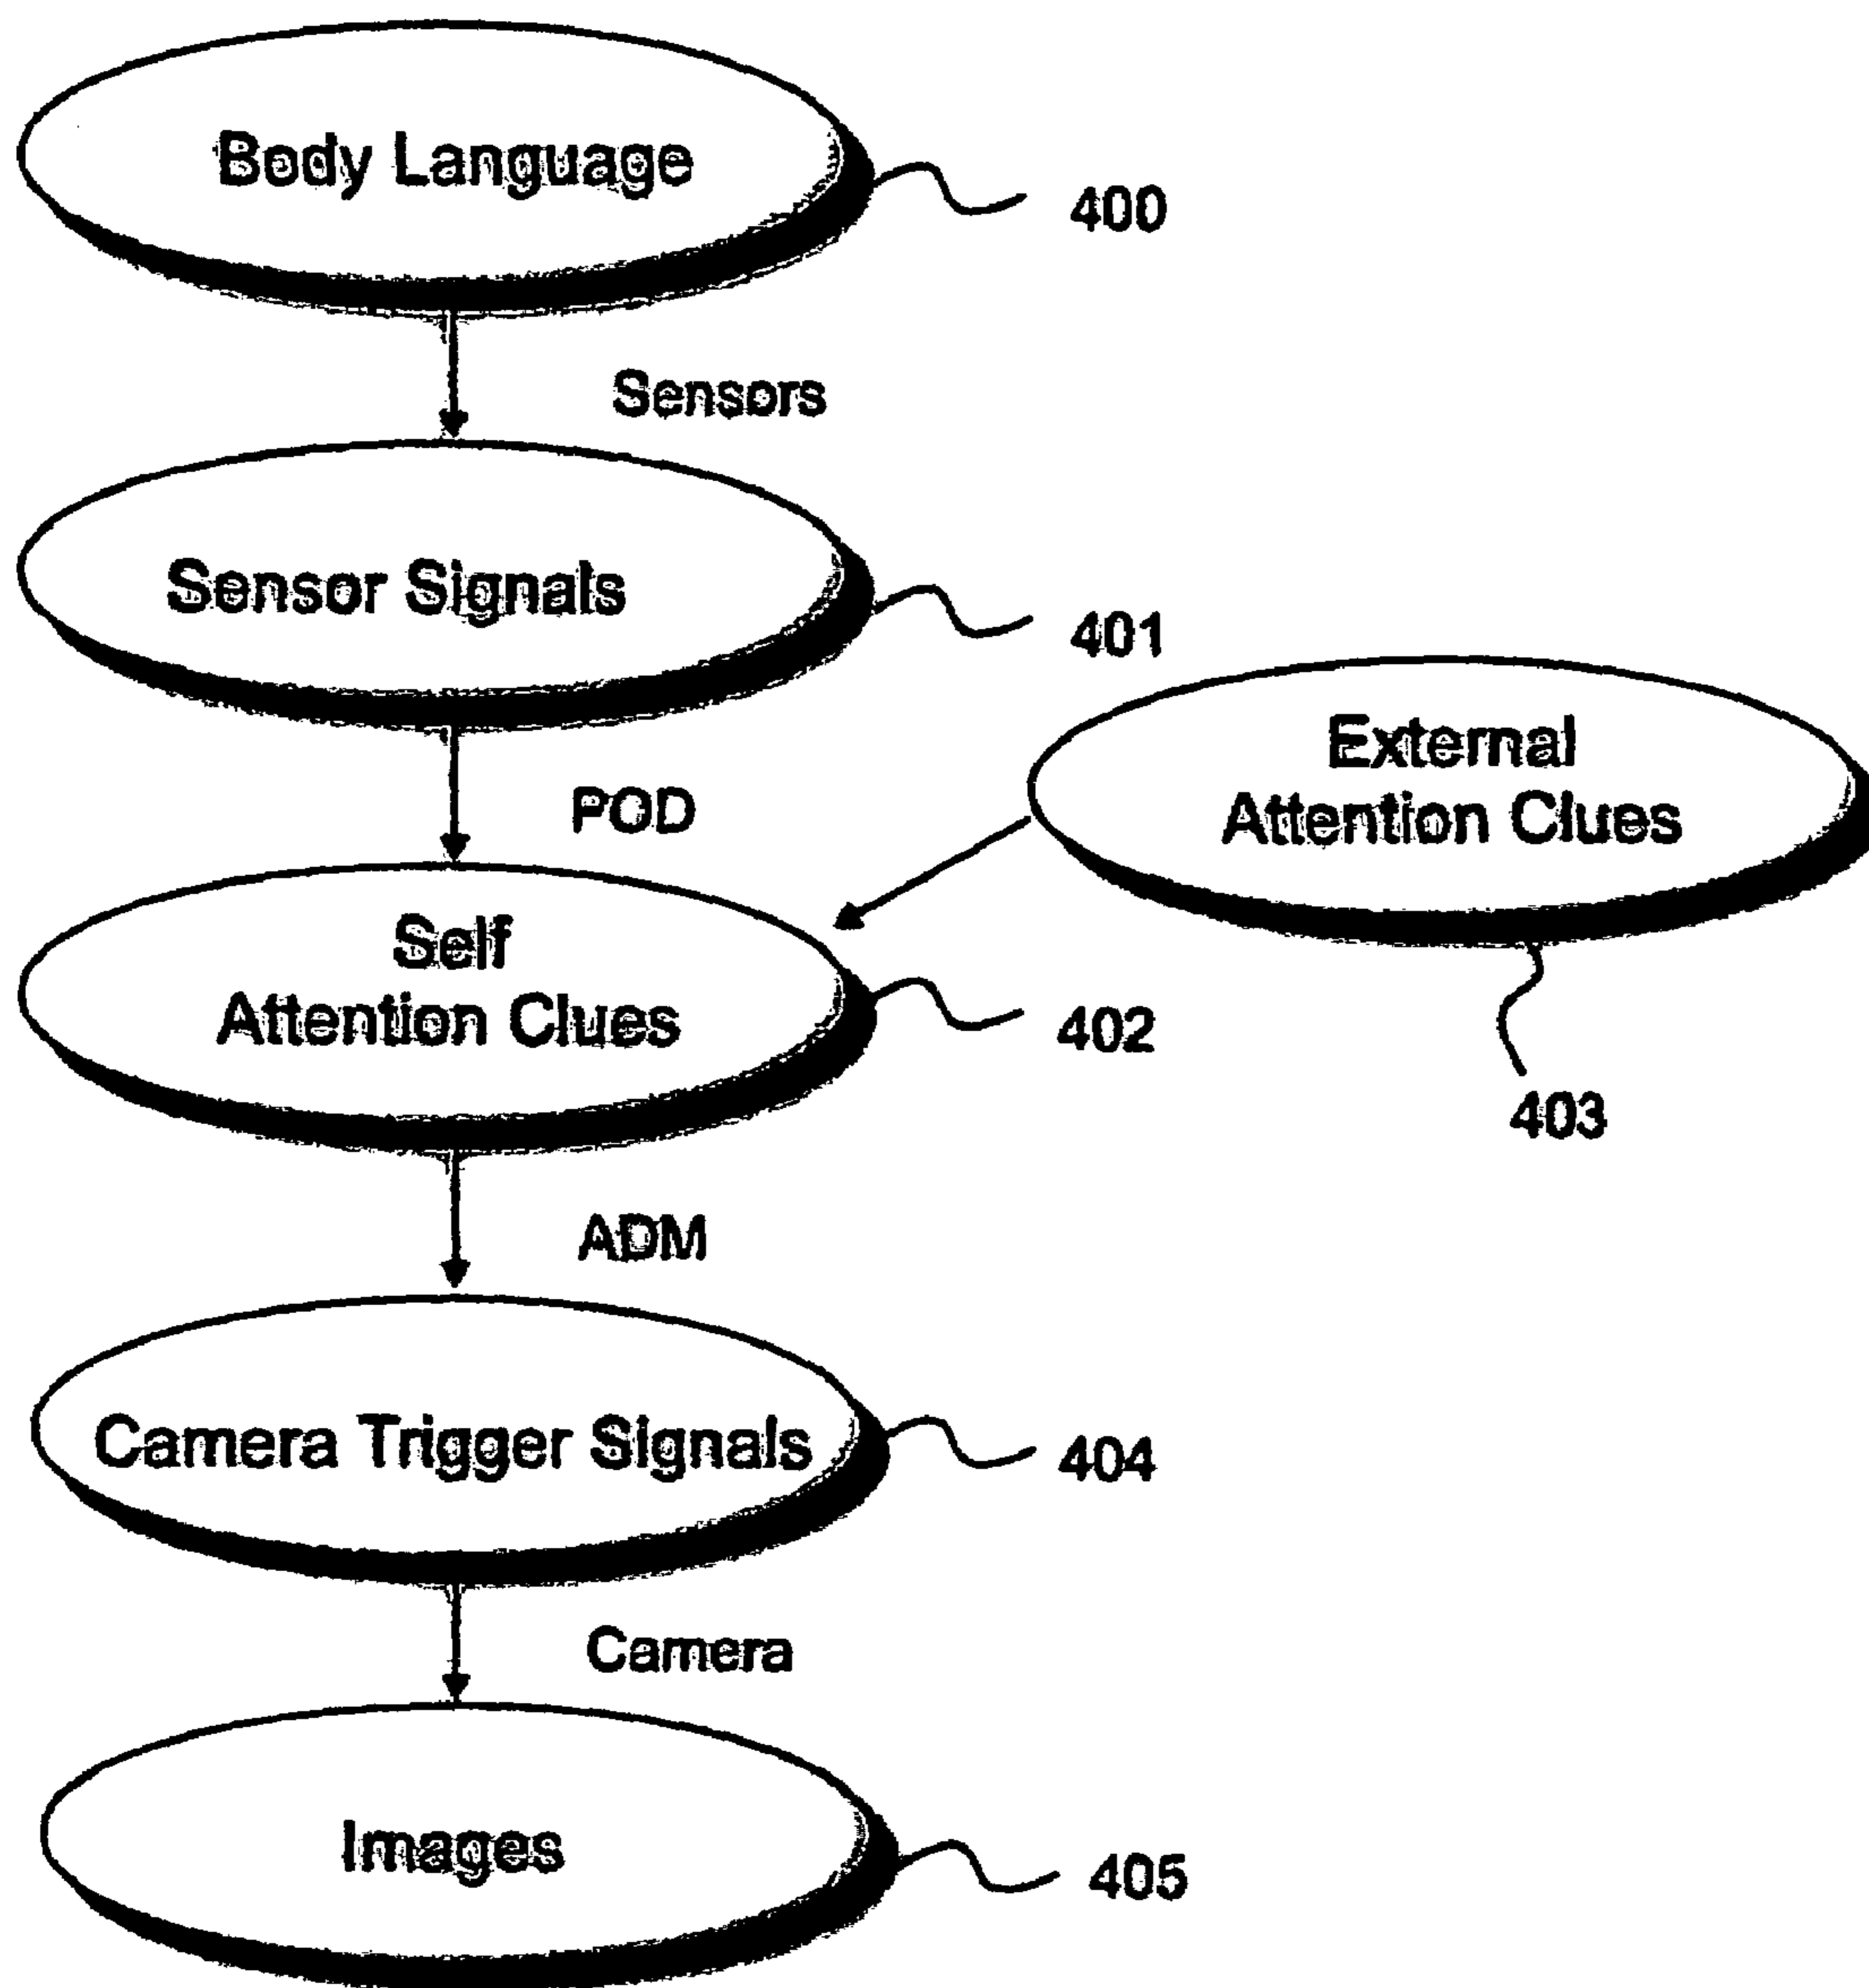 Body Language
400
Sensors
Sensor Signals
401
External
Attention Clues
POD
Self
Attention Clues
402
403
ADM
Camera Trigger Signals
404
Camera
Images
405